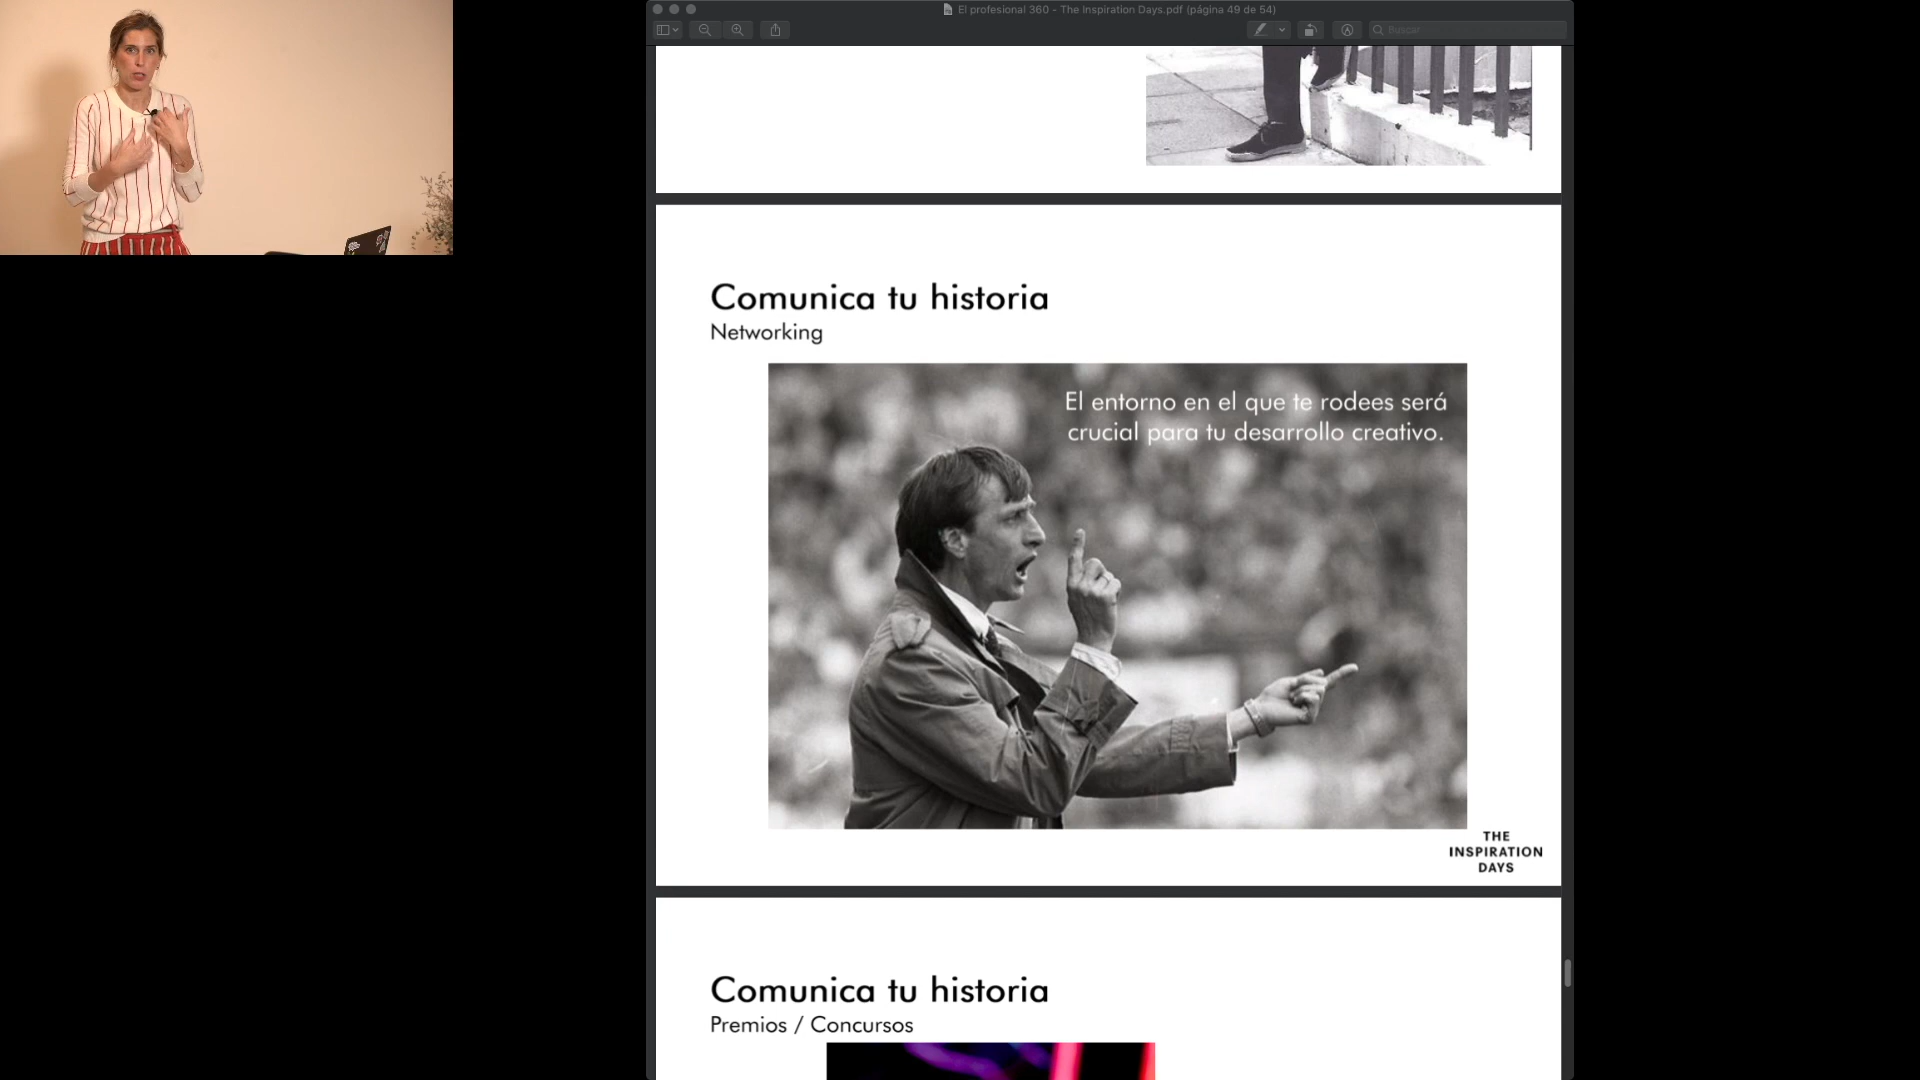 El profesional 360 - The Inspiration Days.pdf (página 49 de 54)
Buscar
Comunica tu historia
Networking
El entorno en el que te rodees será
crucial para tu desarrollo creativo.
THE
INSPIRATION
DAYS
Comunica tu historia
Premios / Concursos